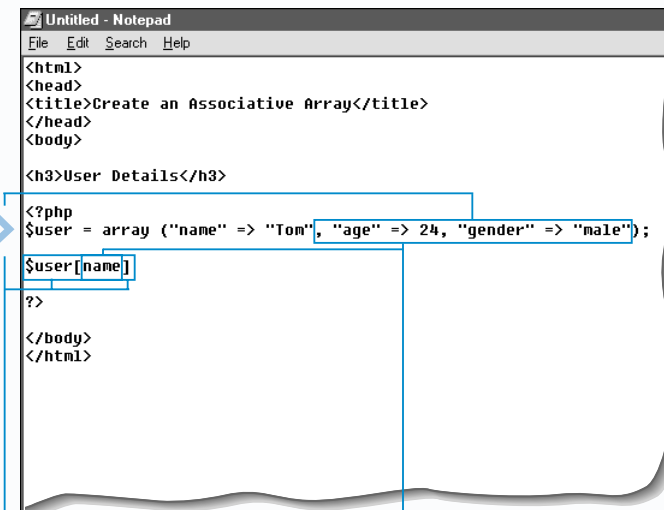 Untitled - Notepad
File Edit Search Help
<html>
<head>
<title>Create an Associative Array</title>
</head>
<body>
<h3>User Details</h3>
<?php
$user = array ("name" => "Tom", "age" => 24, "gender" => "male");
$user[name]
?>
</body>
</html>